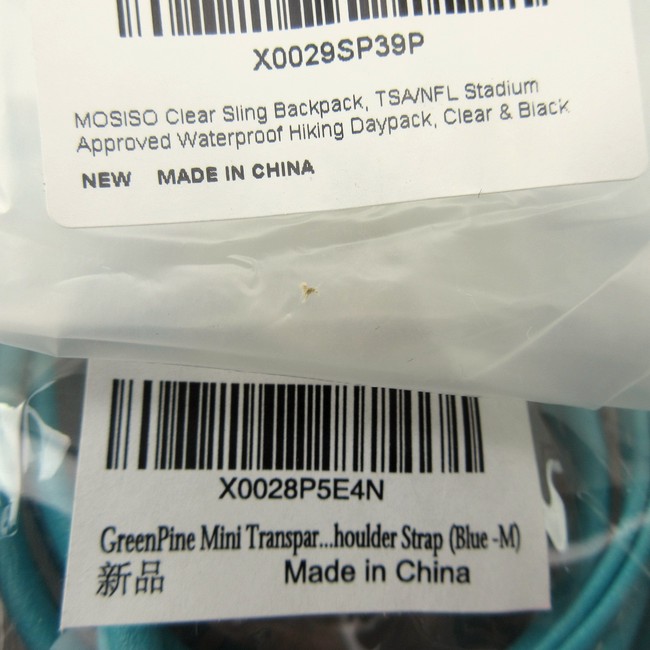 X0029SP39P
MOSISO Clear Sling Backpack, TSA/NFL Stadium
Approved Waterproof Hiking Daypack, Clear & Black
NEW MADE IN CHINA
X0028P5E4N
GreenPine Mini Transpar...houlder Strap (Blue -M)
新品 Made in China